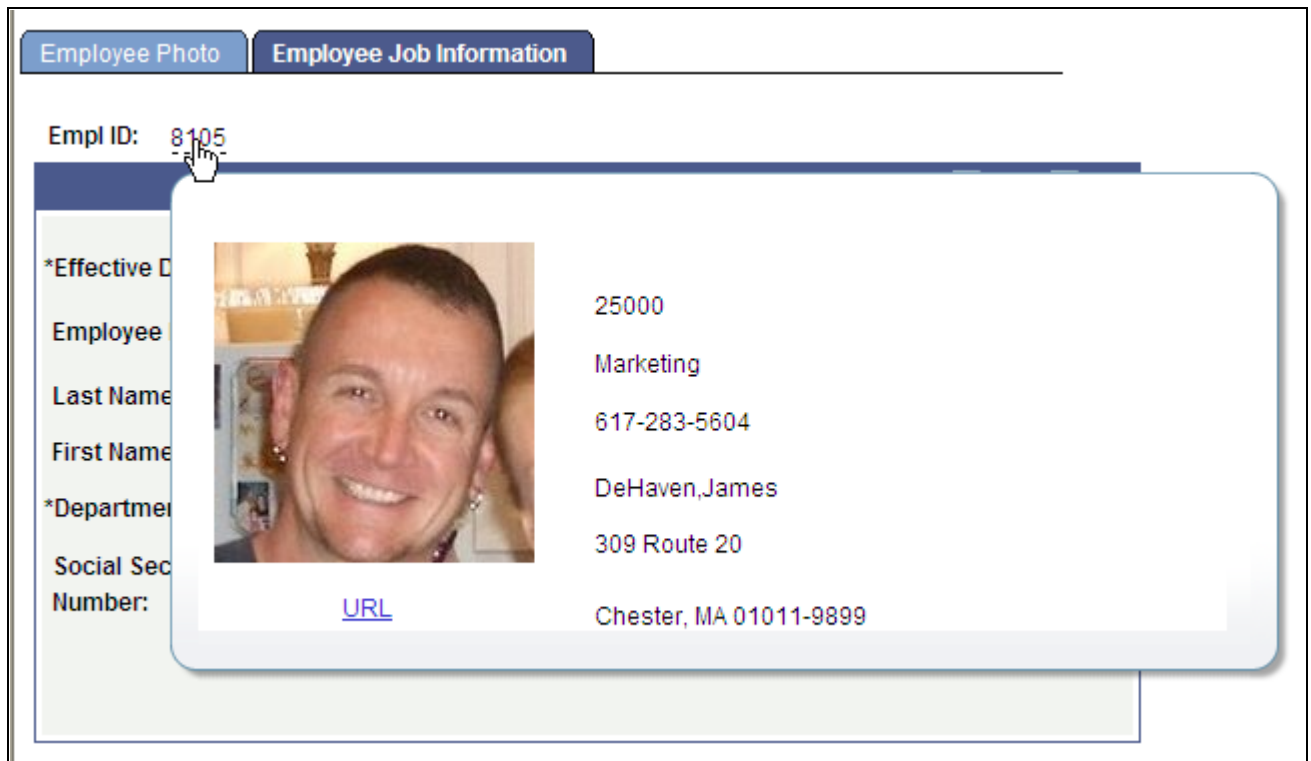 Employee Photo Employee Job Information
Empl ID: 8105
*Effective D
25000
Employee
Marketing
Last Name
617-283-5604
First Name
DeHaven,James
*Departmen
309 Route 20
Social Sec
Number:
URL
Chester, MA 01011-9899